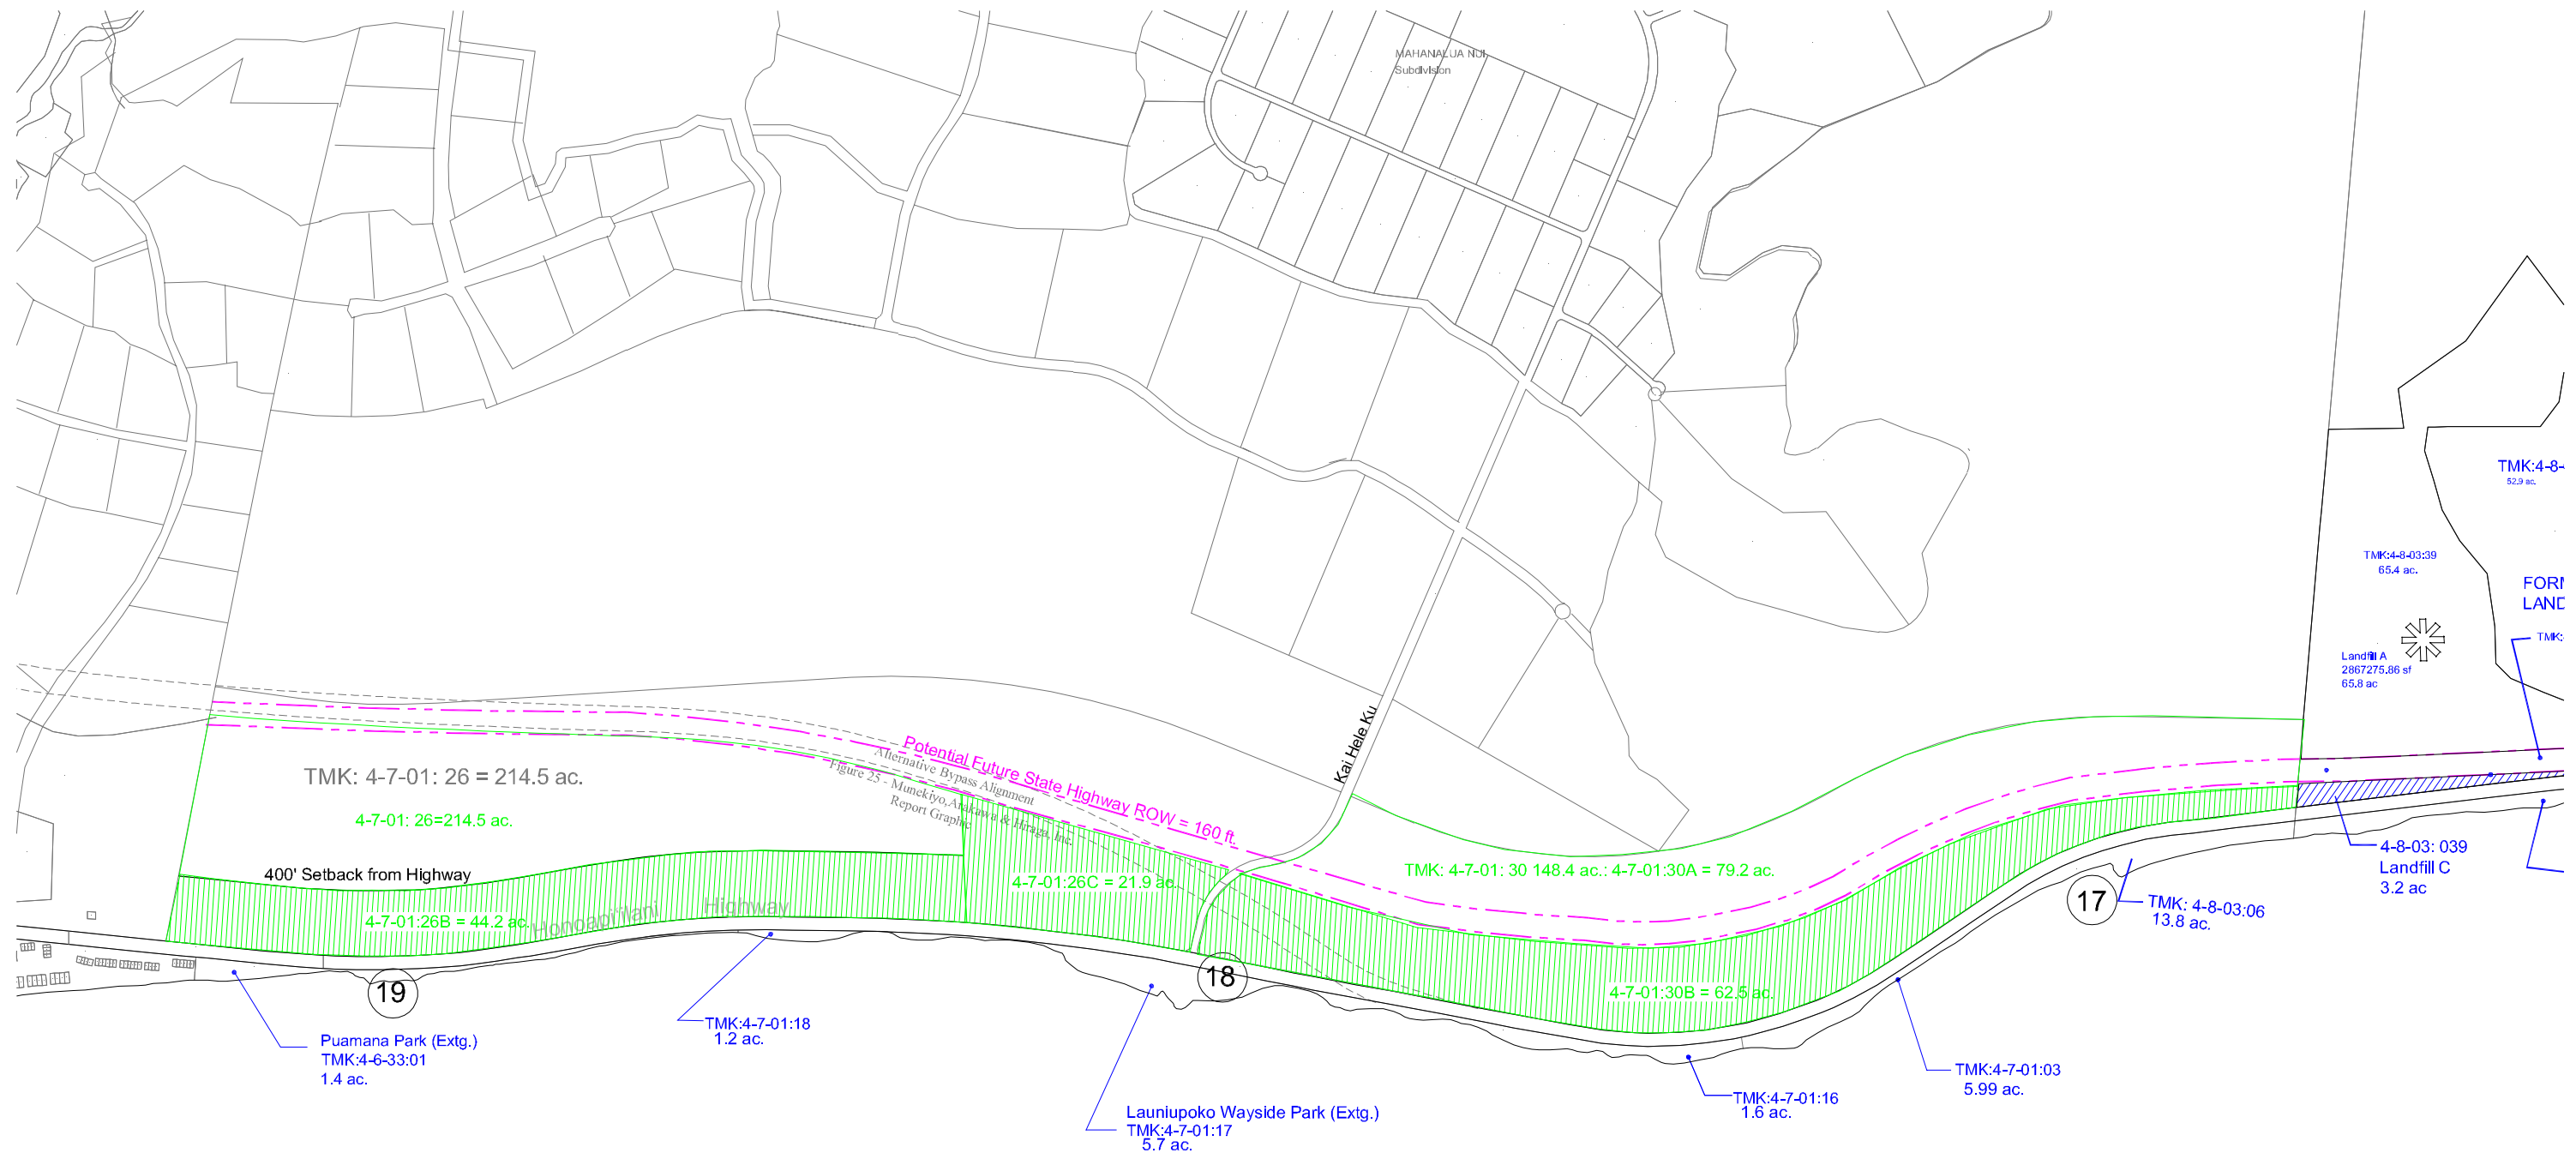 MAHANALUA NUI
Subdivision
TMK:4-8-
52.9 ac.
TMK:4-8-03:39
65.4 ac.
FORM
LAND
TMK:
Landfill A
2867275.86 sf
65.8 ac
Kai Hele Ku
Potential Future State Highway ROW = 160 ft.
Alternative Bypass Alignment
Figure 25 - Munekiyo, Arakawa & Hiraga, Inc.
Report Graphic
TMK: 4-7-01: 26 = 214.5 ac.
4-7-01: 26=214.5 ac.
400' Setback from Highway
4-7-01:26B = 44.2 ac.
Honoapi'ilani Highway
4-7-01:26C = 21.9 ac.
TMK: 4-7-01: 30 148.4 ac.: 4-7-01:30A = 79.2 ac.
4-7-01:30B = 62.5 ac.
4-8-03: 039
Landfill C
3.2 ac
17
TMK: 4-8-03:06
13.8 ac.
18
19
Puamana Park (Extg.)
TMK:4-6-33:01
1.4 ac.
TMK:4-7-01:18
1.2 ac.
Launiupoko Wayside Park (Extg.)
TMK:4-7-01:17
5.7 ac.
TMK:4-7-01:16
1.6 ac.
TMK:4-7-01:03
5.99 ac.